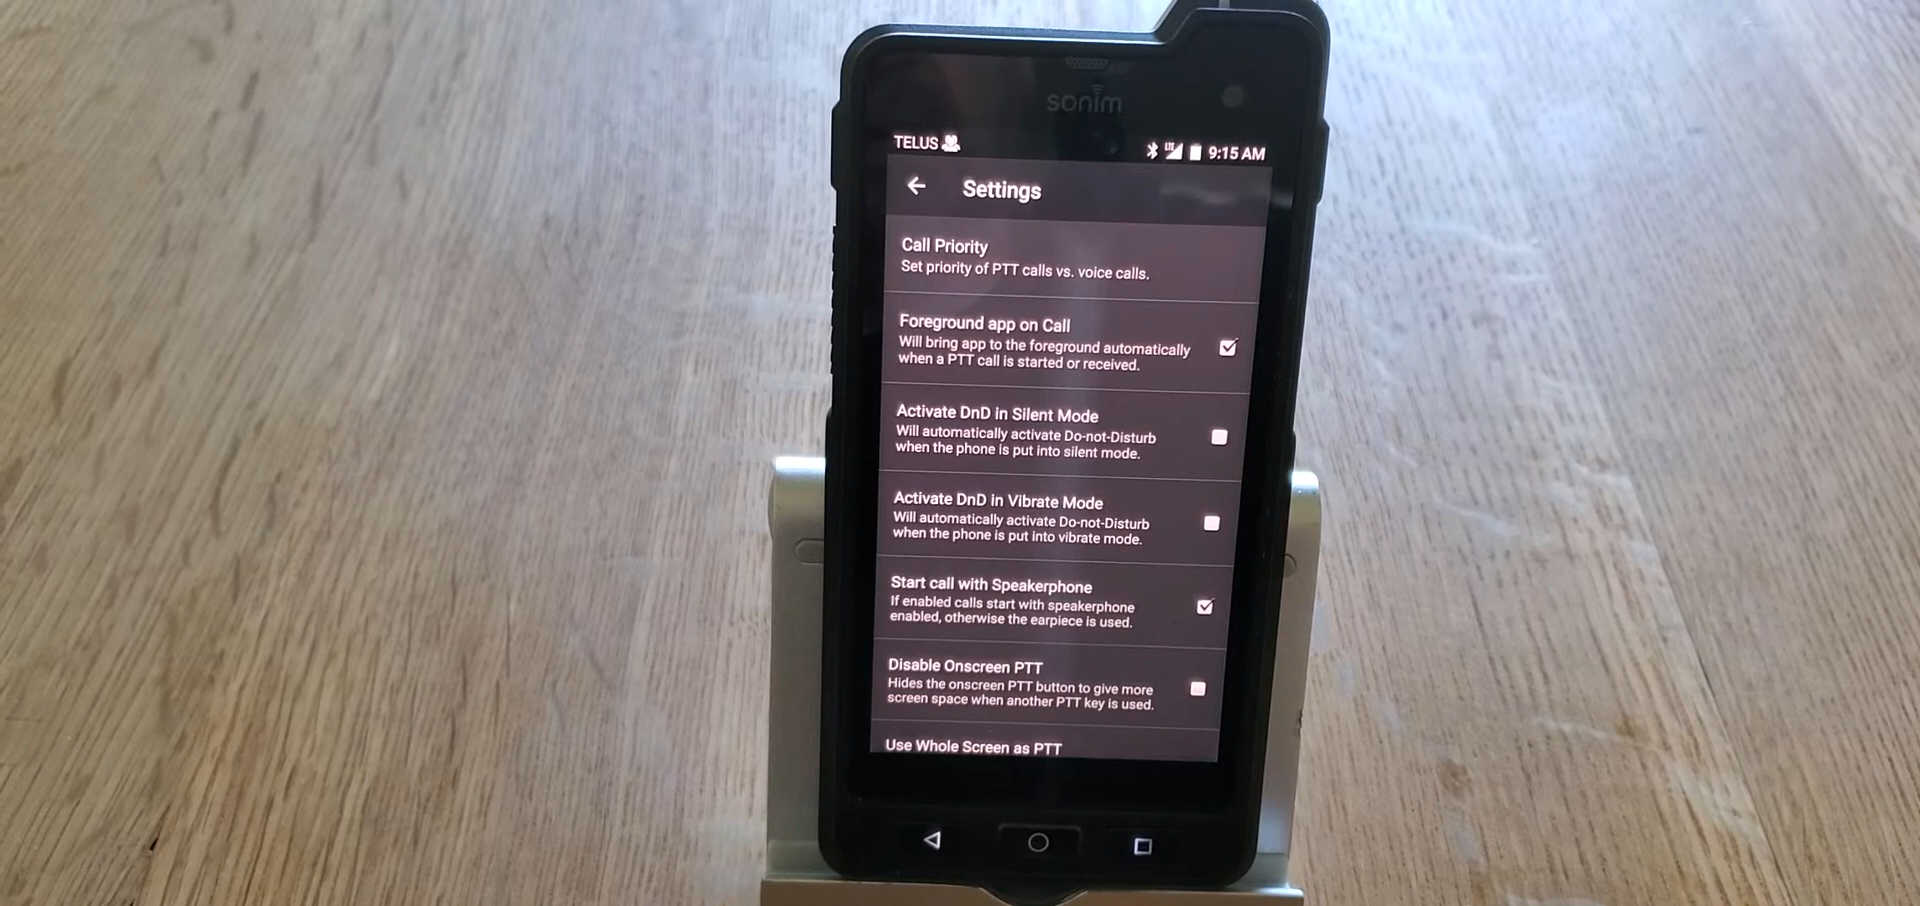 sonim
TELUS
LTE
9:15 AM
Settings
Call Priority
Set priority of PTT calls vs. voice calls.
Foreground app on Call
Will bring app to the foreground automatically
when a PTT call is started or received.
Activate DnD in Silent Mode
Will automatically activate Do-not-Disturb
when the phone is put into silent mode.
Activate DnD in Vibrate Mode
Will automatically activate Do-not-Disturb
when the phone is put into vibrate mode.
Start call with Speakerphone
If enabled calls start with speakerphone
enabled, otherwise the earpiece is used.
Disable Onscreen PTT
Hides the onscreen PTT button to give more
screen space when another PTT key is used.
Use Whole Screen as PTT